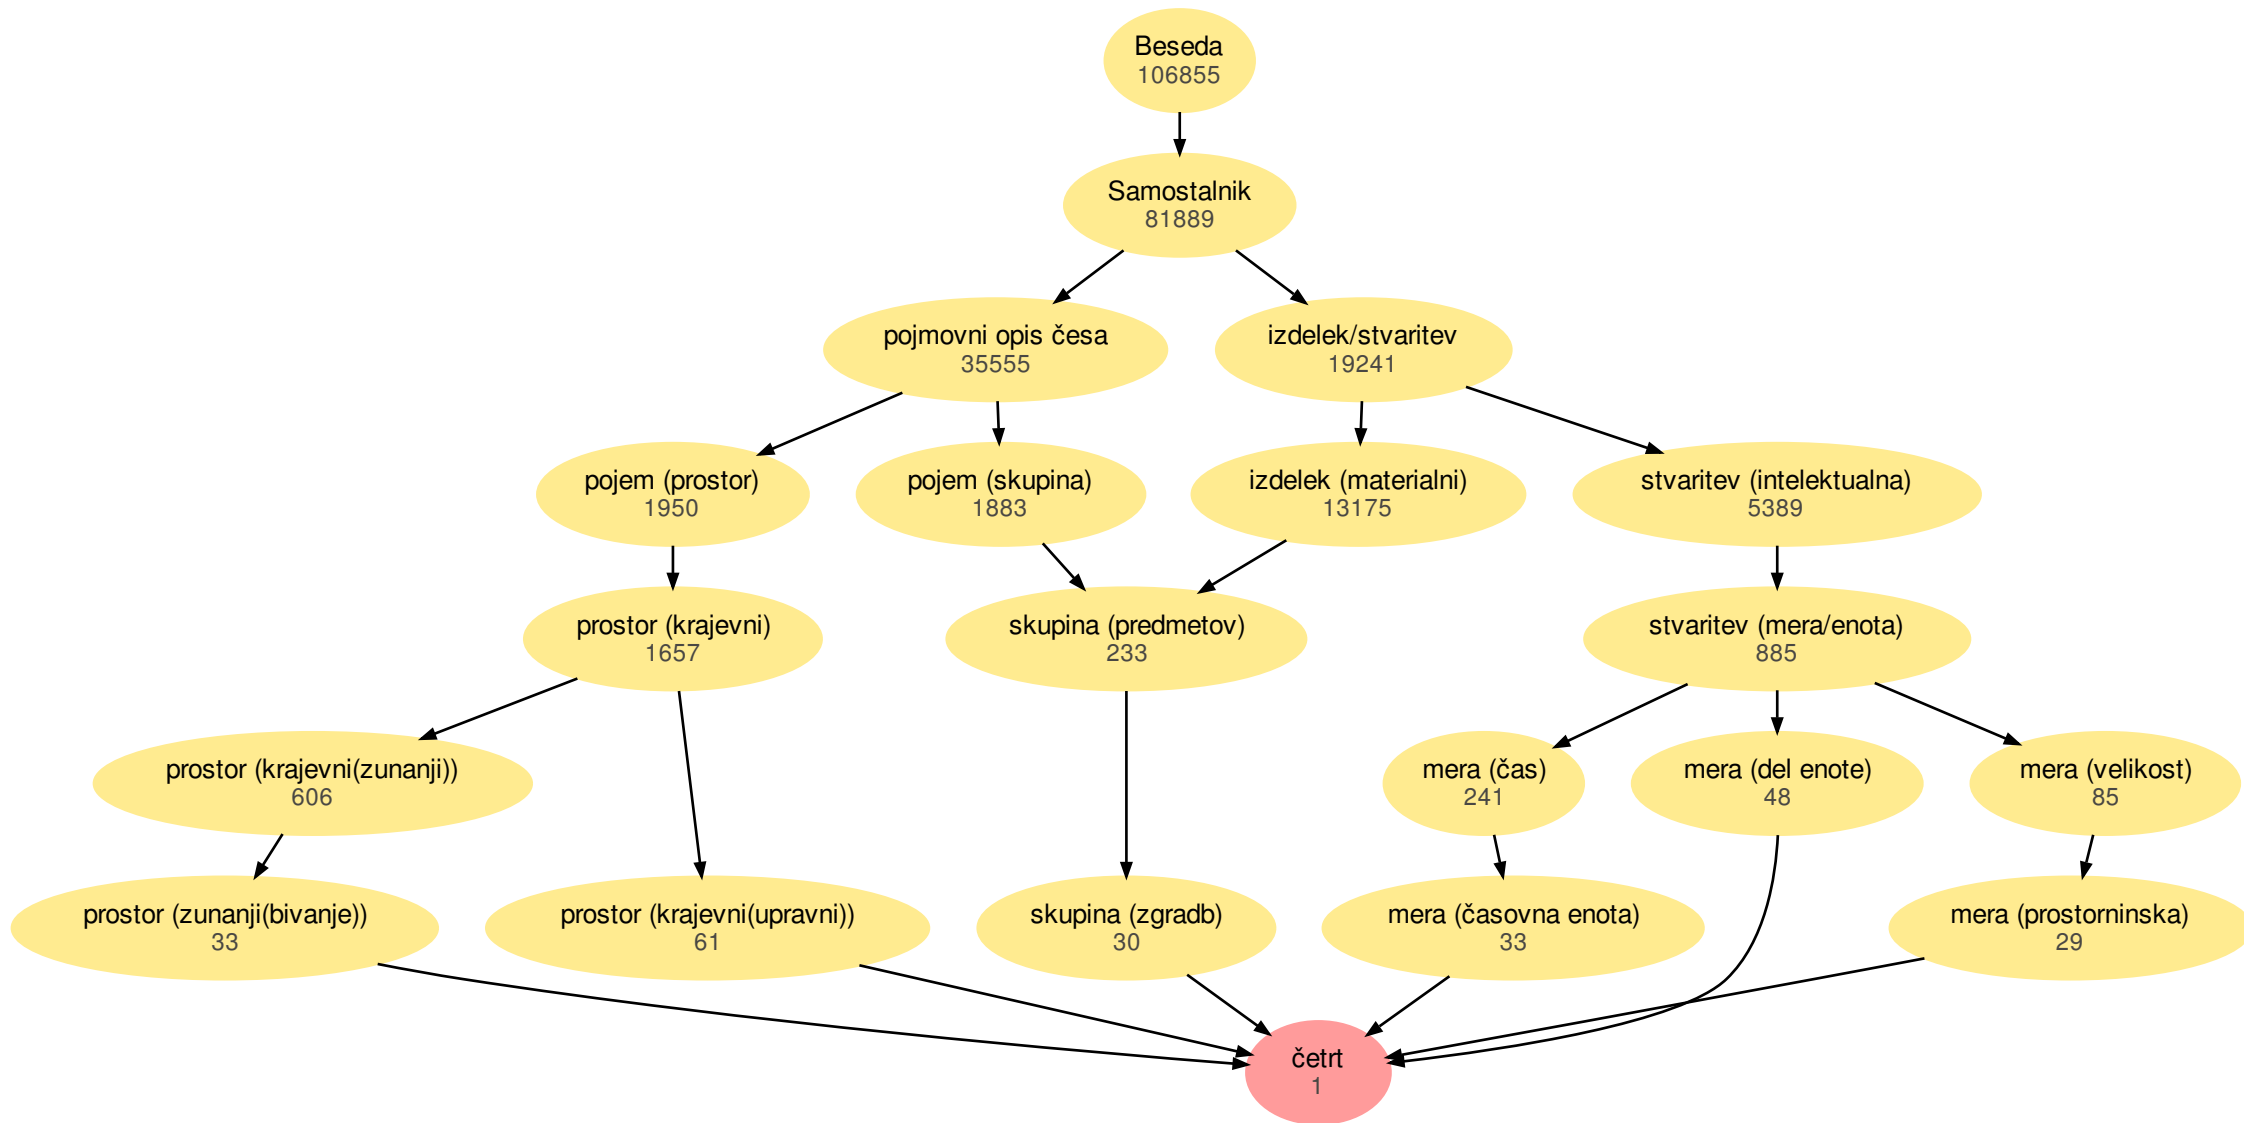 Beseda
106855
Samostalnik
81889
pojmovni opis česa
35555
izdelek/stvaritev
19241
pojem (prostor)
1950
pojem (skupina)
1883
izdelek (materialni)
13175
stvaritev (intelektualna)
5389
prostor (krajevni)
1657
skupina (predmetov)
233
stvaritev (mera/enota)
885
prostor (krajevni(zunanji))
606
mera (čas)
241
mera (del enote)
48
mera (velikost)
85
prostor (zunanji(bivanje))
33
prostor (krajevni(upravni))
61
skupina (zgradb)
30
mera (časovna enota)
33
mera (prostorninska)
29
četrt
1